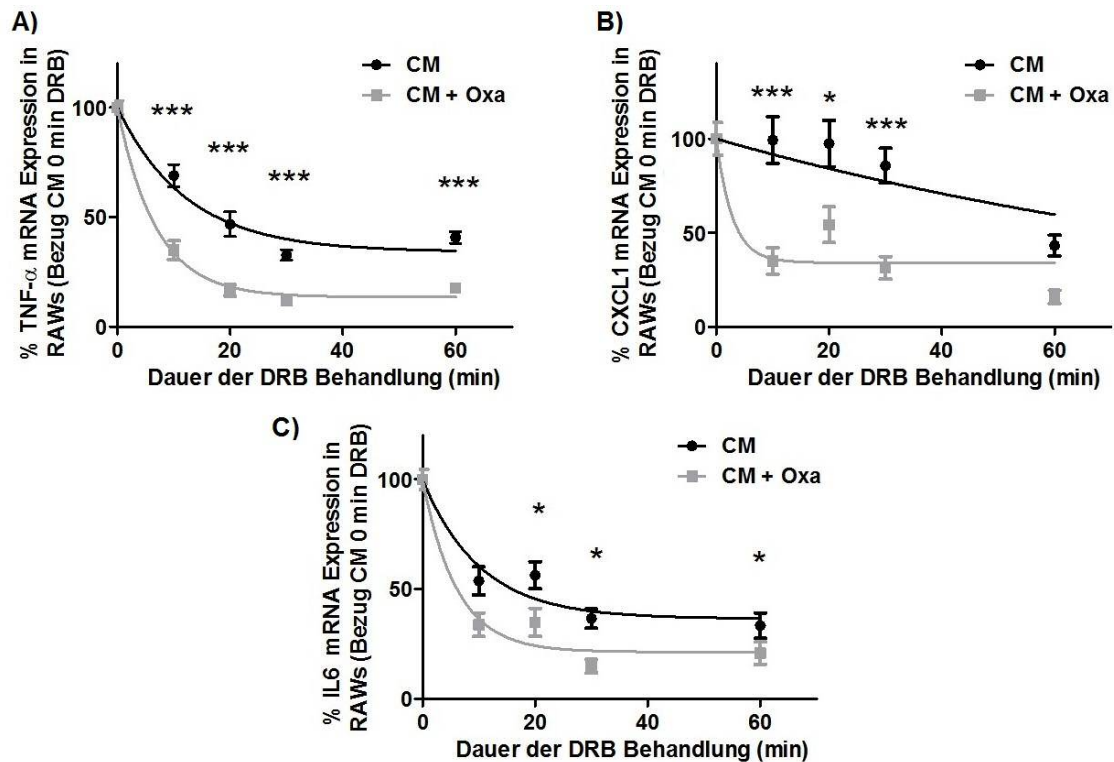 A)
% TNF-α mRNA Expression in
RAWs (Bezug CM 0 min DRB)
CM
CM + Oxa
***
***
***
***
100
50
0
0 20 40 60
Dauer der DRB Behandlung (min)
B)
% CXCL1 mRNA Expression in
RAWs (Bezug CM 0 min DRB)
CM
CM + Oxa
***
*
***
100
50
0
0 20 40 60
Dauer der DRB Behandlung (min)
C)
% IL6 mRNA Expression in
RAWs (Bezug CM 0 min DRB)
CM
CM + Oxa
*
*
*
100
50
0
0 20 40 60
Dauer der DRB Behandlung (min)